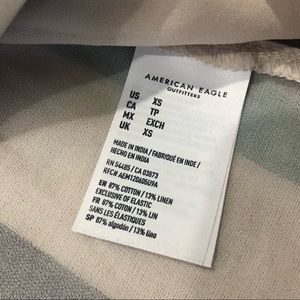 AMERICAN EAGLE
OUTFITTERS
US XS
CA TP
MX EXCH
UK XS
MADE IN INDIA / FABRIQUÉ EN INDE /
HECHO EN INDIA
RN 54485 / CA 03873
RFC# AEM120605U9A
EN 87% COTTON / 13% LINEN
EXCLUSIVE OF ELASTIC
FR 87% COTON / 13% LIN
SANS LES ÉLASTIQUES
SP 87% algodón / 13% lino